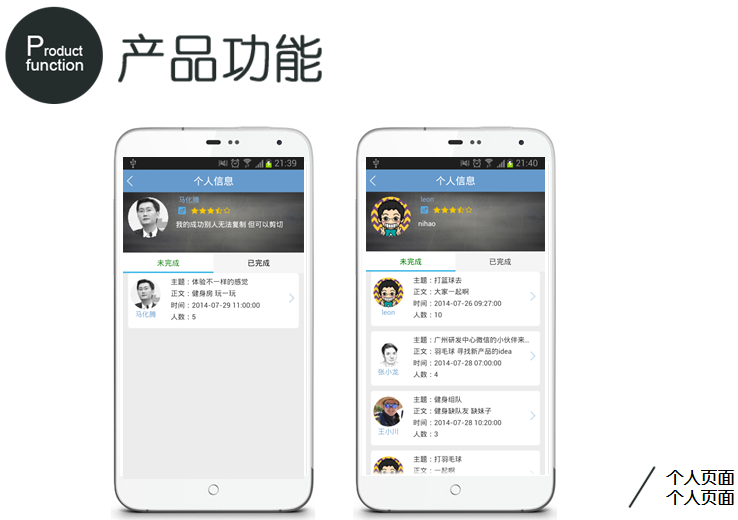 Product
function
产品功能
21:39
个人信息
马化腾
我的成功别人无法复制 但可以剪切
未完成
已完成
主题：体验不一样的感觉
正文：健身房 玩一玩
时间：2014-07-29 11:00:00
人数：5
马化腾
21:40
个人信息
leon
nihao
未完成
已完成
主题：打篮球去
正文：大家一起啊
时间：2014-07-26 09:27:00
人数：10
leon
主题：广州研发中心微信的小伙伴来...
正文：羽毛球 寻找新产品的idea
时间：2014-07-28 07:00:00
人数：4
张小龙
主题：健身组队
正文：健身缺队友 缺妹子
时间：2014-07-28 10:20:00
人数：3
王小川
主题：打羽毛球
正文：一起啊
个人页面
个人页面